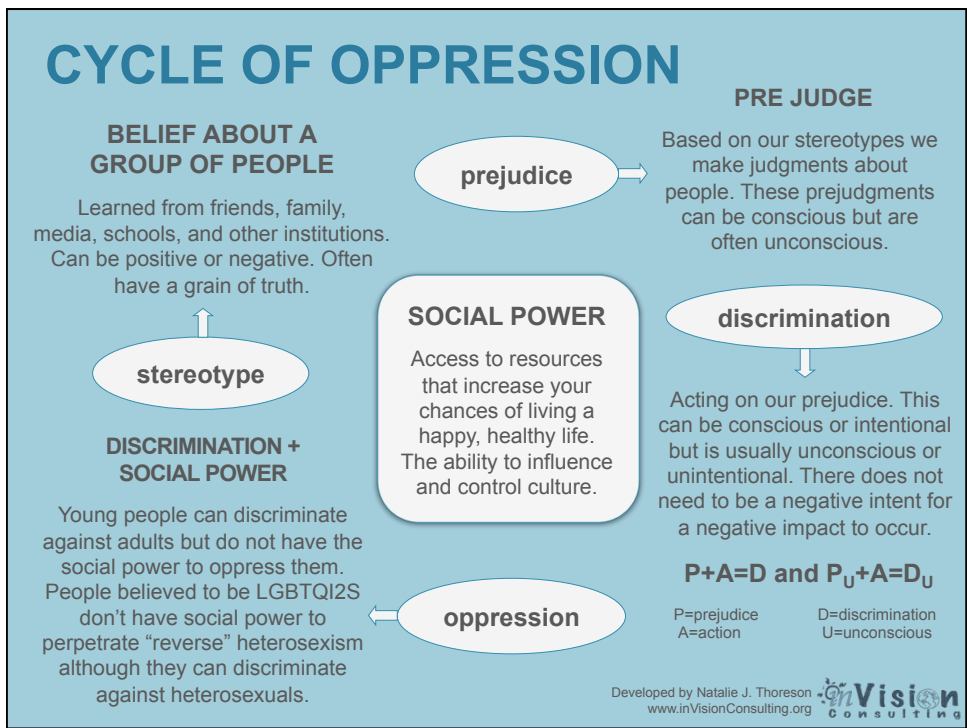 CYCLE OF OPPRESSION
BELIEF ABOUT A
GROUP OF PEOPLE
Learned from friends, family,
media, schools, and other institutions.
Can be positive or negative. Often
have a grain of truth.
stereotype
prejudice
PRE JUDGE
Based on our stereotypes we
make judgments about
people. These prejudgments
can be conscious but are
often unconscious.
SOCIAL POWER
Access to resources
that increase your
chances of living a
happy, healthy life.
The ability to influence
and control culture.
discrimination
Acting on our prejudice. This
can be conscious or intentional
but is usually unconscious or
unintentional. There does not
need to be a negative intent for
a negative impact to occur.
P+A=D and PU+A=DU
P=prejudice D=discrimination
A=action U=unconscious
oppression
DISCRIMINATION +
SOCIAL POWER
Young people can discriminate
against adults but do not have the
social power to oppress them.
People believed to be LGBTQI2S
don’t have social power to
perpetrate “reverse” heterosexism
although they can discriminate
against heterosexuals.
Developed by Natalie J. Thoreson
www.inVisionConsulting.org
inVision
Consulting